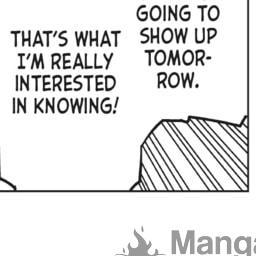 GOING TO
SHOW UP
TOMOR-
ROW.
THAT'S WHAT
I'M REALLY
INTERESTED
IN KNOWING!
Manga